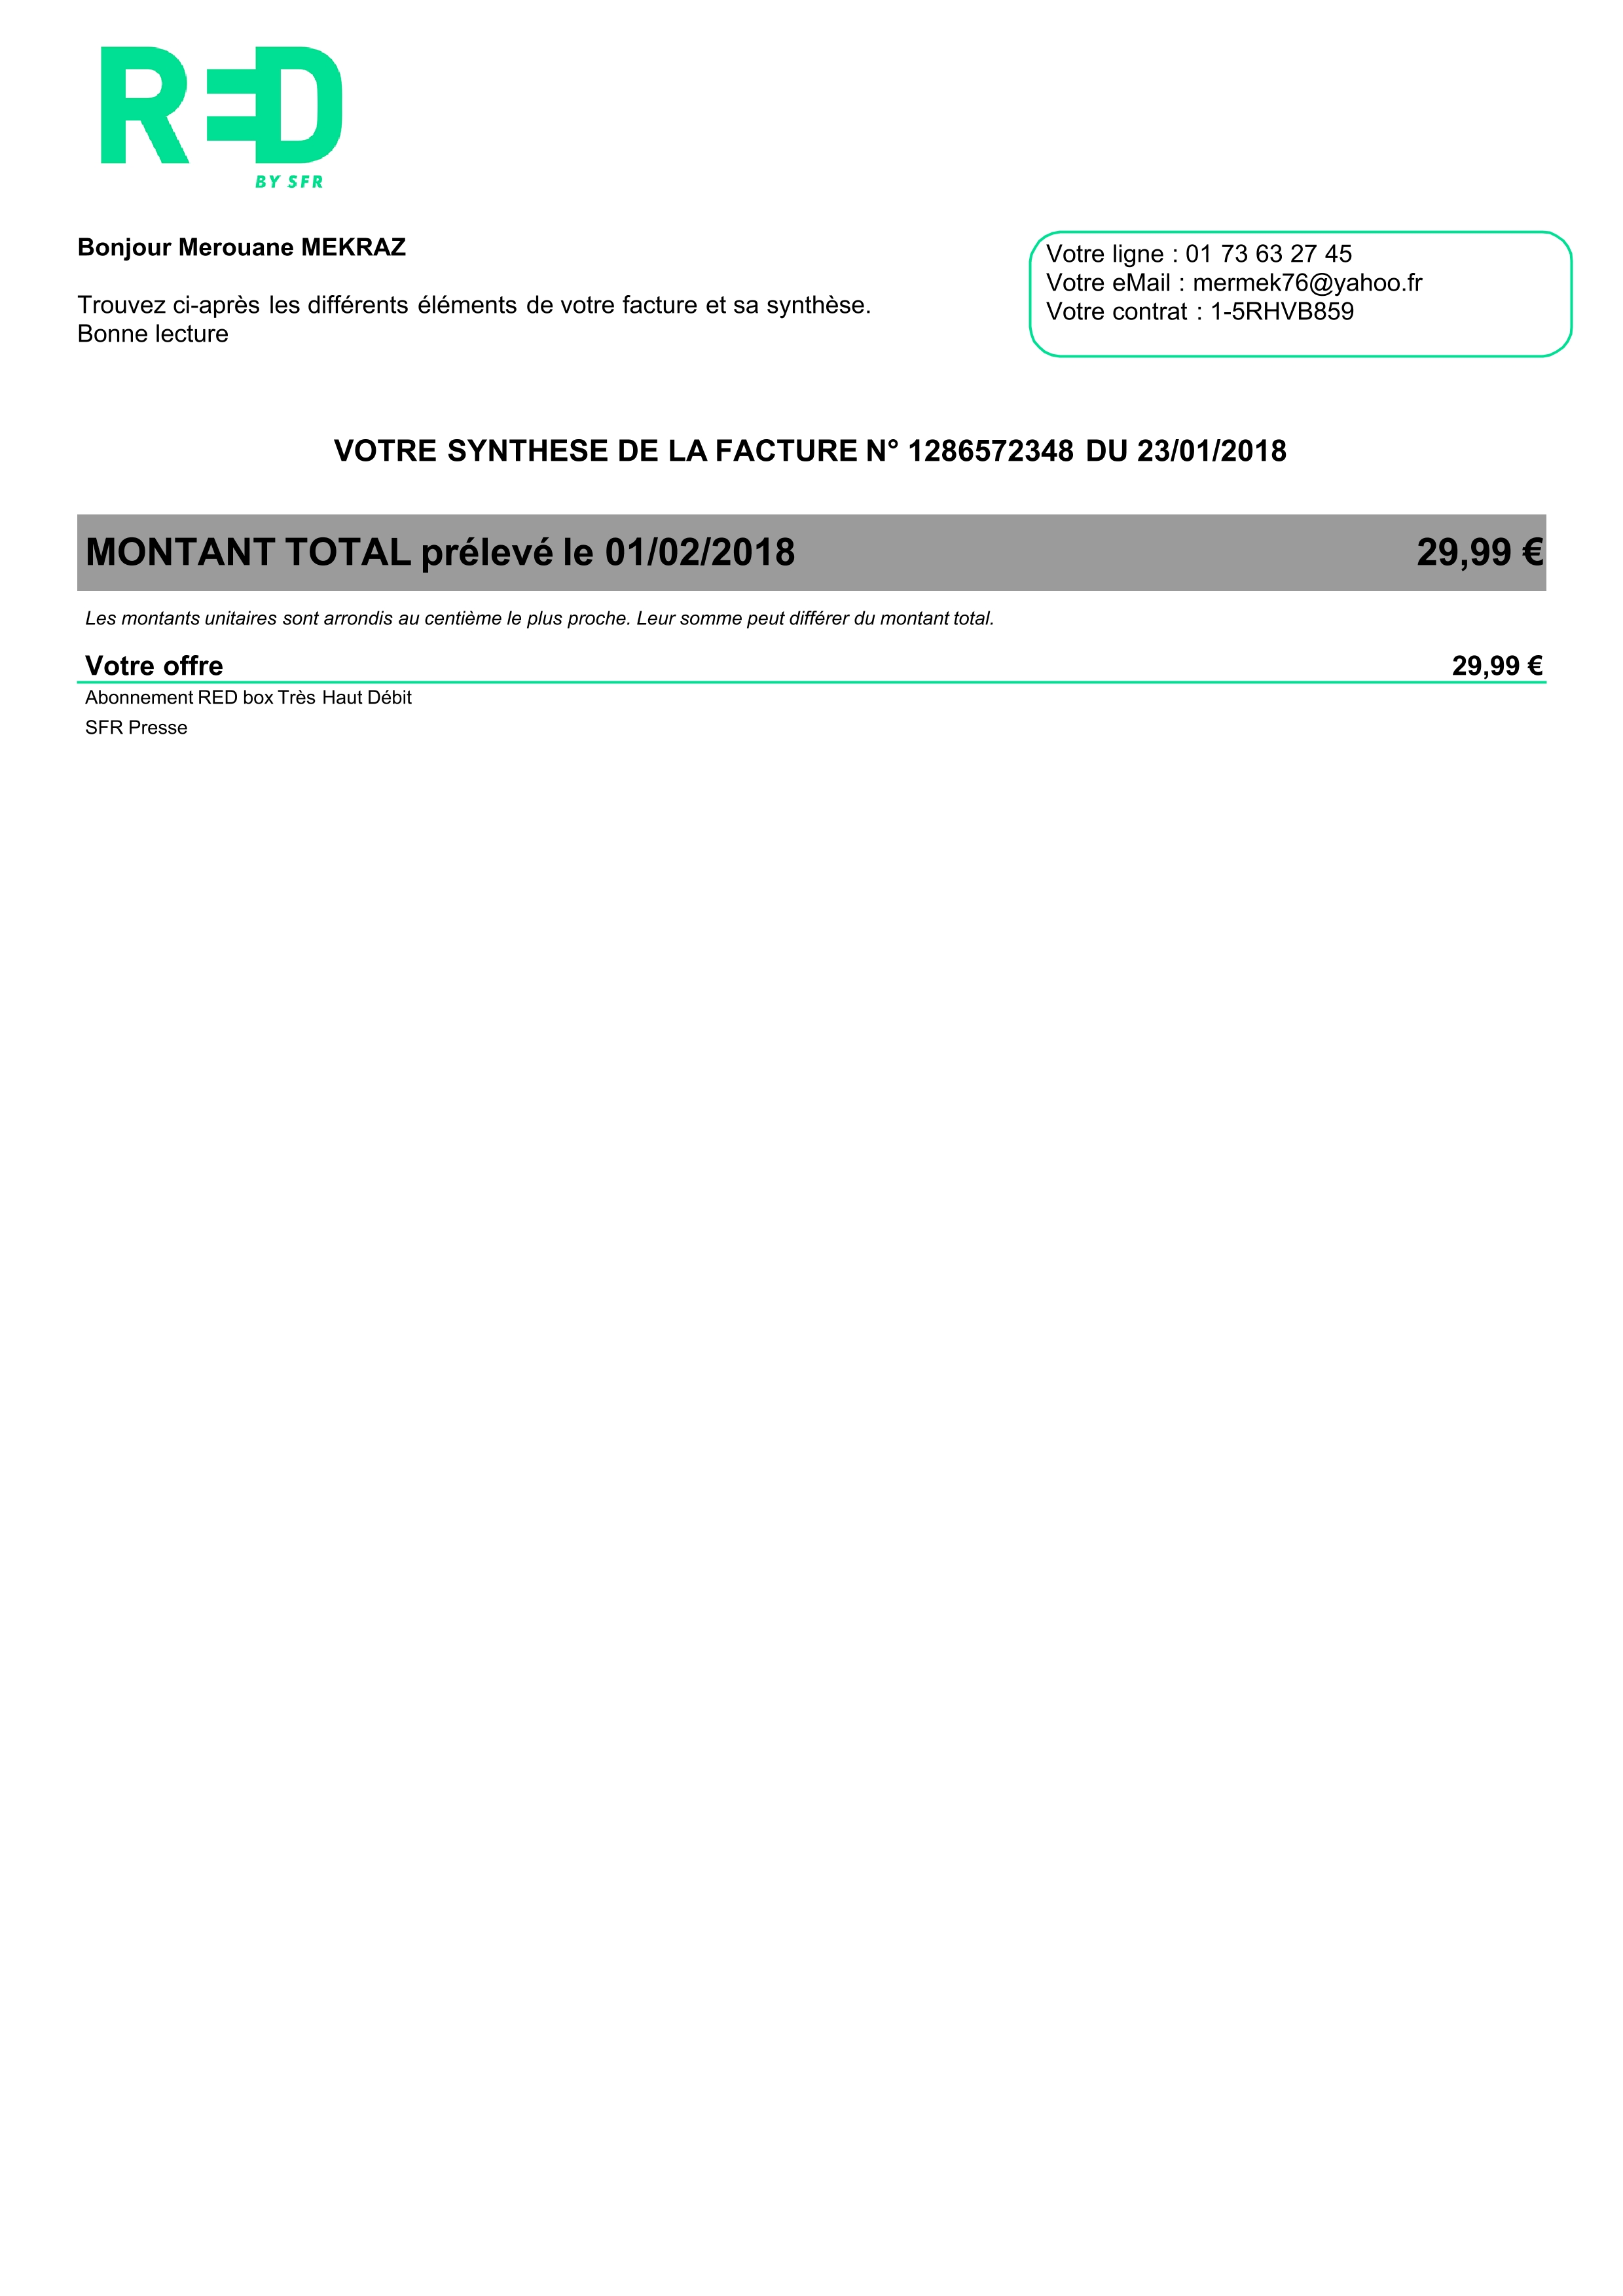 RED
BY SFR
Bonjour Merouane MEKRAZ
Trouvez ci-après les différents éléments de votre facture et sa synthèse.
Bonne lecture
Votre ligne : 01 73 63 27 45
Votre eMail : mermek76@yahoo.fr
Votre contrat : 1-5RHVB859
VOTRE SYNTHESE DE LA FACTURE N° 1286572348 DU 23/01/2018
MONTANT TOTAL prélevé le 01/02/2018 29,99 €
Les montants unitaires sont arrondis au centième le plus proche. Leur somme peut différer du montant total.
Votre offre 29,99 €
Abonnement RED box Très Haut Débit
SFR Presse